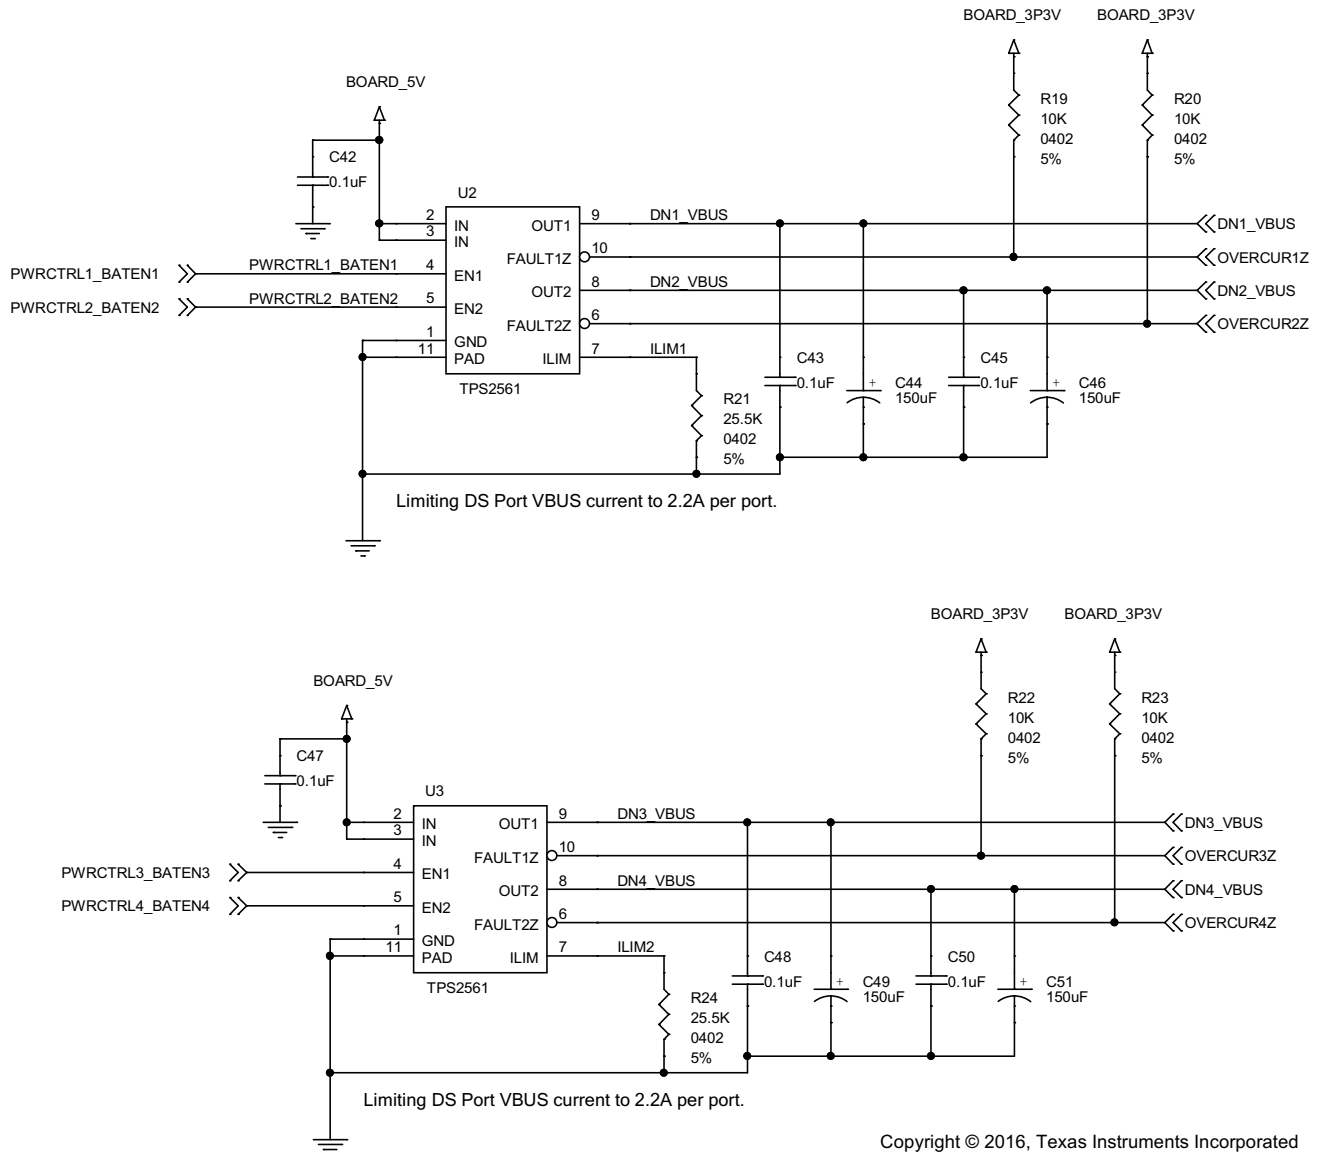 BOARD_3P3V BOARD_3P3V
BOARD_5V
R19
10K
0402
5%
R20
10K
0402
5%
C42
0.1uF
U2
2 IN
3 IN
PWRCTRL1_BATEN1 PWRCTRL1_BATEN1 4 EN1
PWRCTRL2_BATEN2 PWRCTRL2_BATEN2 5 EN2
1 GND
11 PAD
OUT1 9 DN1_VBUS DN1_VBUS
FAULT1Z 10 OVERCUR1Z
OUT2 8 DN2_VBUS DN2_VBUS
FAULT2Z 6 OVERCUR2Z
ILIM 7 ILIM1
TPS2561
R21
25.5K
0402
5%
C43
0.1uF
+
C44
150uF
C45
0.1uF
+
C46
150uF
Limiting DS Port VBUS current to 2.2A per port.
BOARD_3P3V BOARD_3P3V
BOARD_5V
R22
10K
0402
5%
R23
10K
0402
5%
C47
0.1uF
U3
2 IN
3 IN
PWRCTRL3_BATEN3 4 EN1
PWRCTRL4_BATEN4 5 EN2
1 GND
11 PAD
OUT1 9 DN3_VBUS DN3_VBUS
FAULT1Z 10 OVERCUR3Z
OUT2 8 DN4_VBUS DN4_VBUS
FAULT2Z 6 OVERCUR4Z
ILIM 7 ILIM2
TPS2561
R24
25.5K
0402
5%
C48
0.1uF
+
C49
150uF
C50
0.1uF
+
C51
150uF
Limiting DS Port VBUS current to 2.2A per port.
Copyright © 2016, Texas Instruments Incorporated